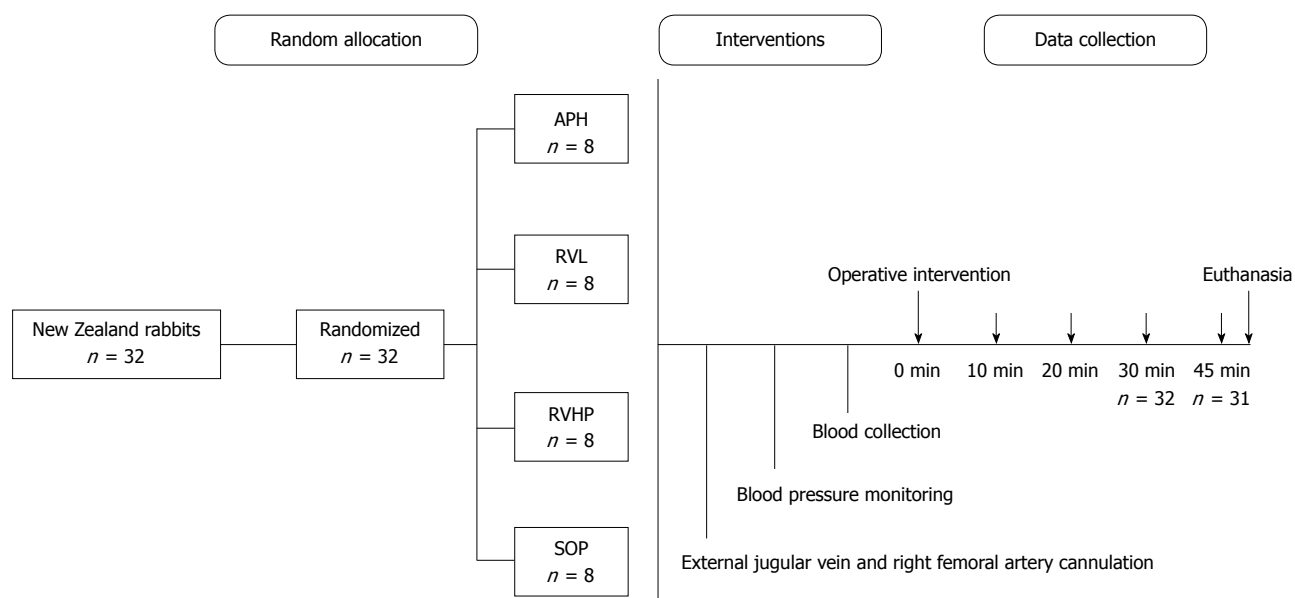 Random allocation
Interventions
Data collection
APH
n = 8
RVL
n = 8
Operative intervention
Euthanasia
New Zealand rabbits
n = 32
Randomized
n = 32
0 min
10 min
20 min
30 min
n = 32
45 min
n = 31
RVHP
n = 8
Blood collection
Blood pressure monitoring
SOP
n = 8
External jugular vein and right femoral artery cannulation